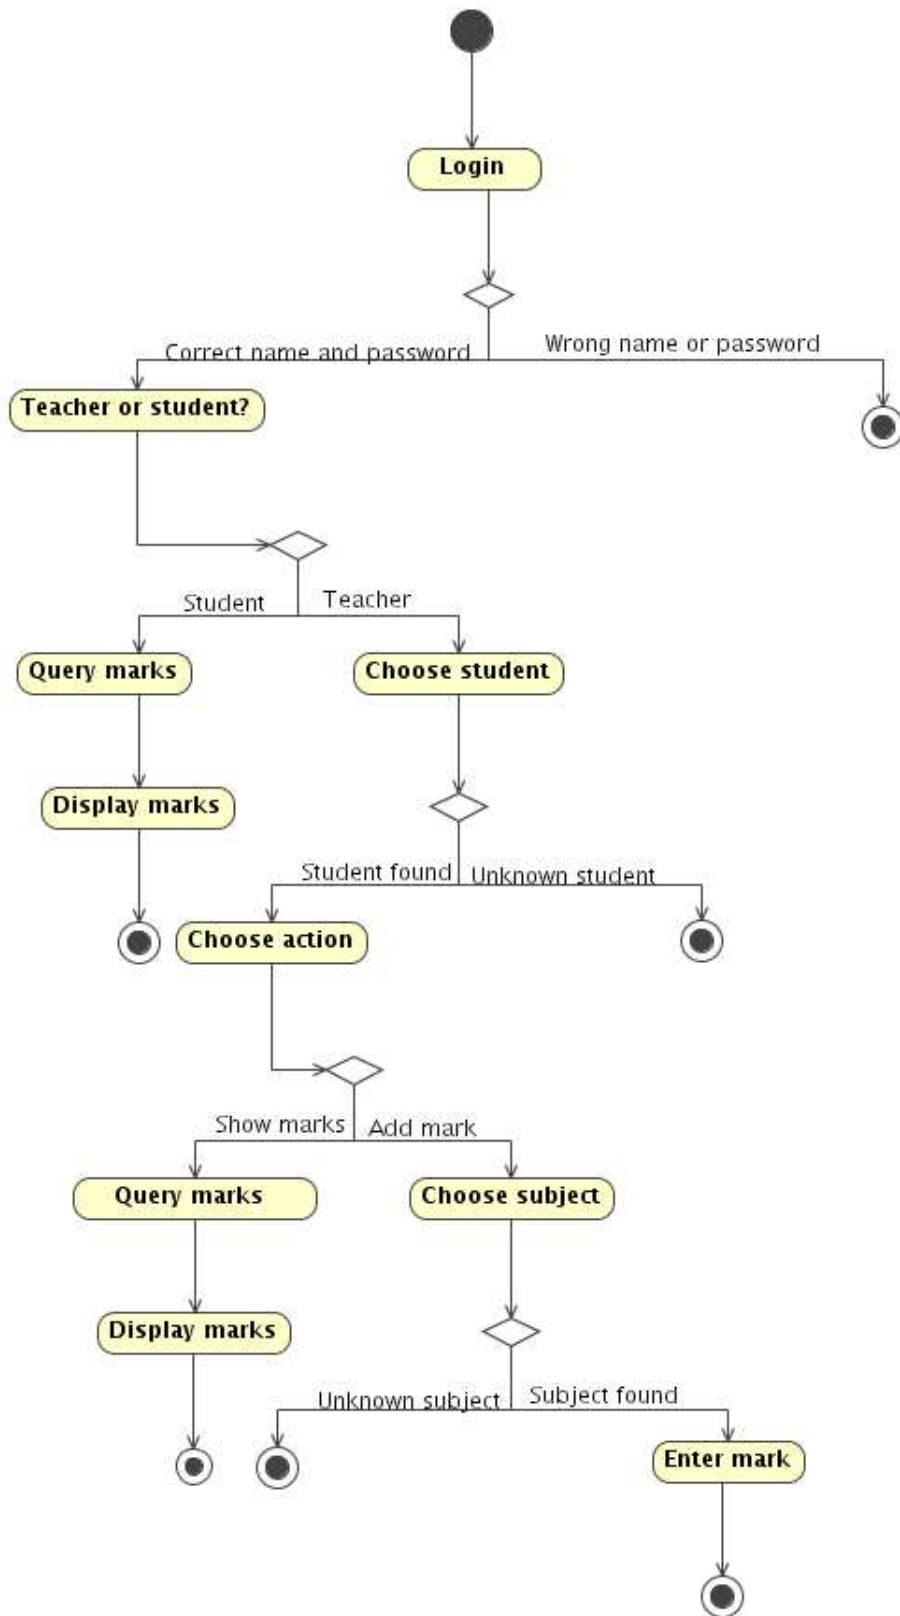 Login
Correct name and password
Wrong name or password
Teacher or student?
Student
Teacher
Query marks
Choose student
Display marks
Student found
Unknown student
Choose action
Show marks
Add mark
Query marks
Choose subject
Display marks
Unknown subject
Subject found
Enter mark